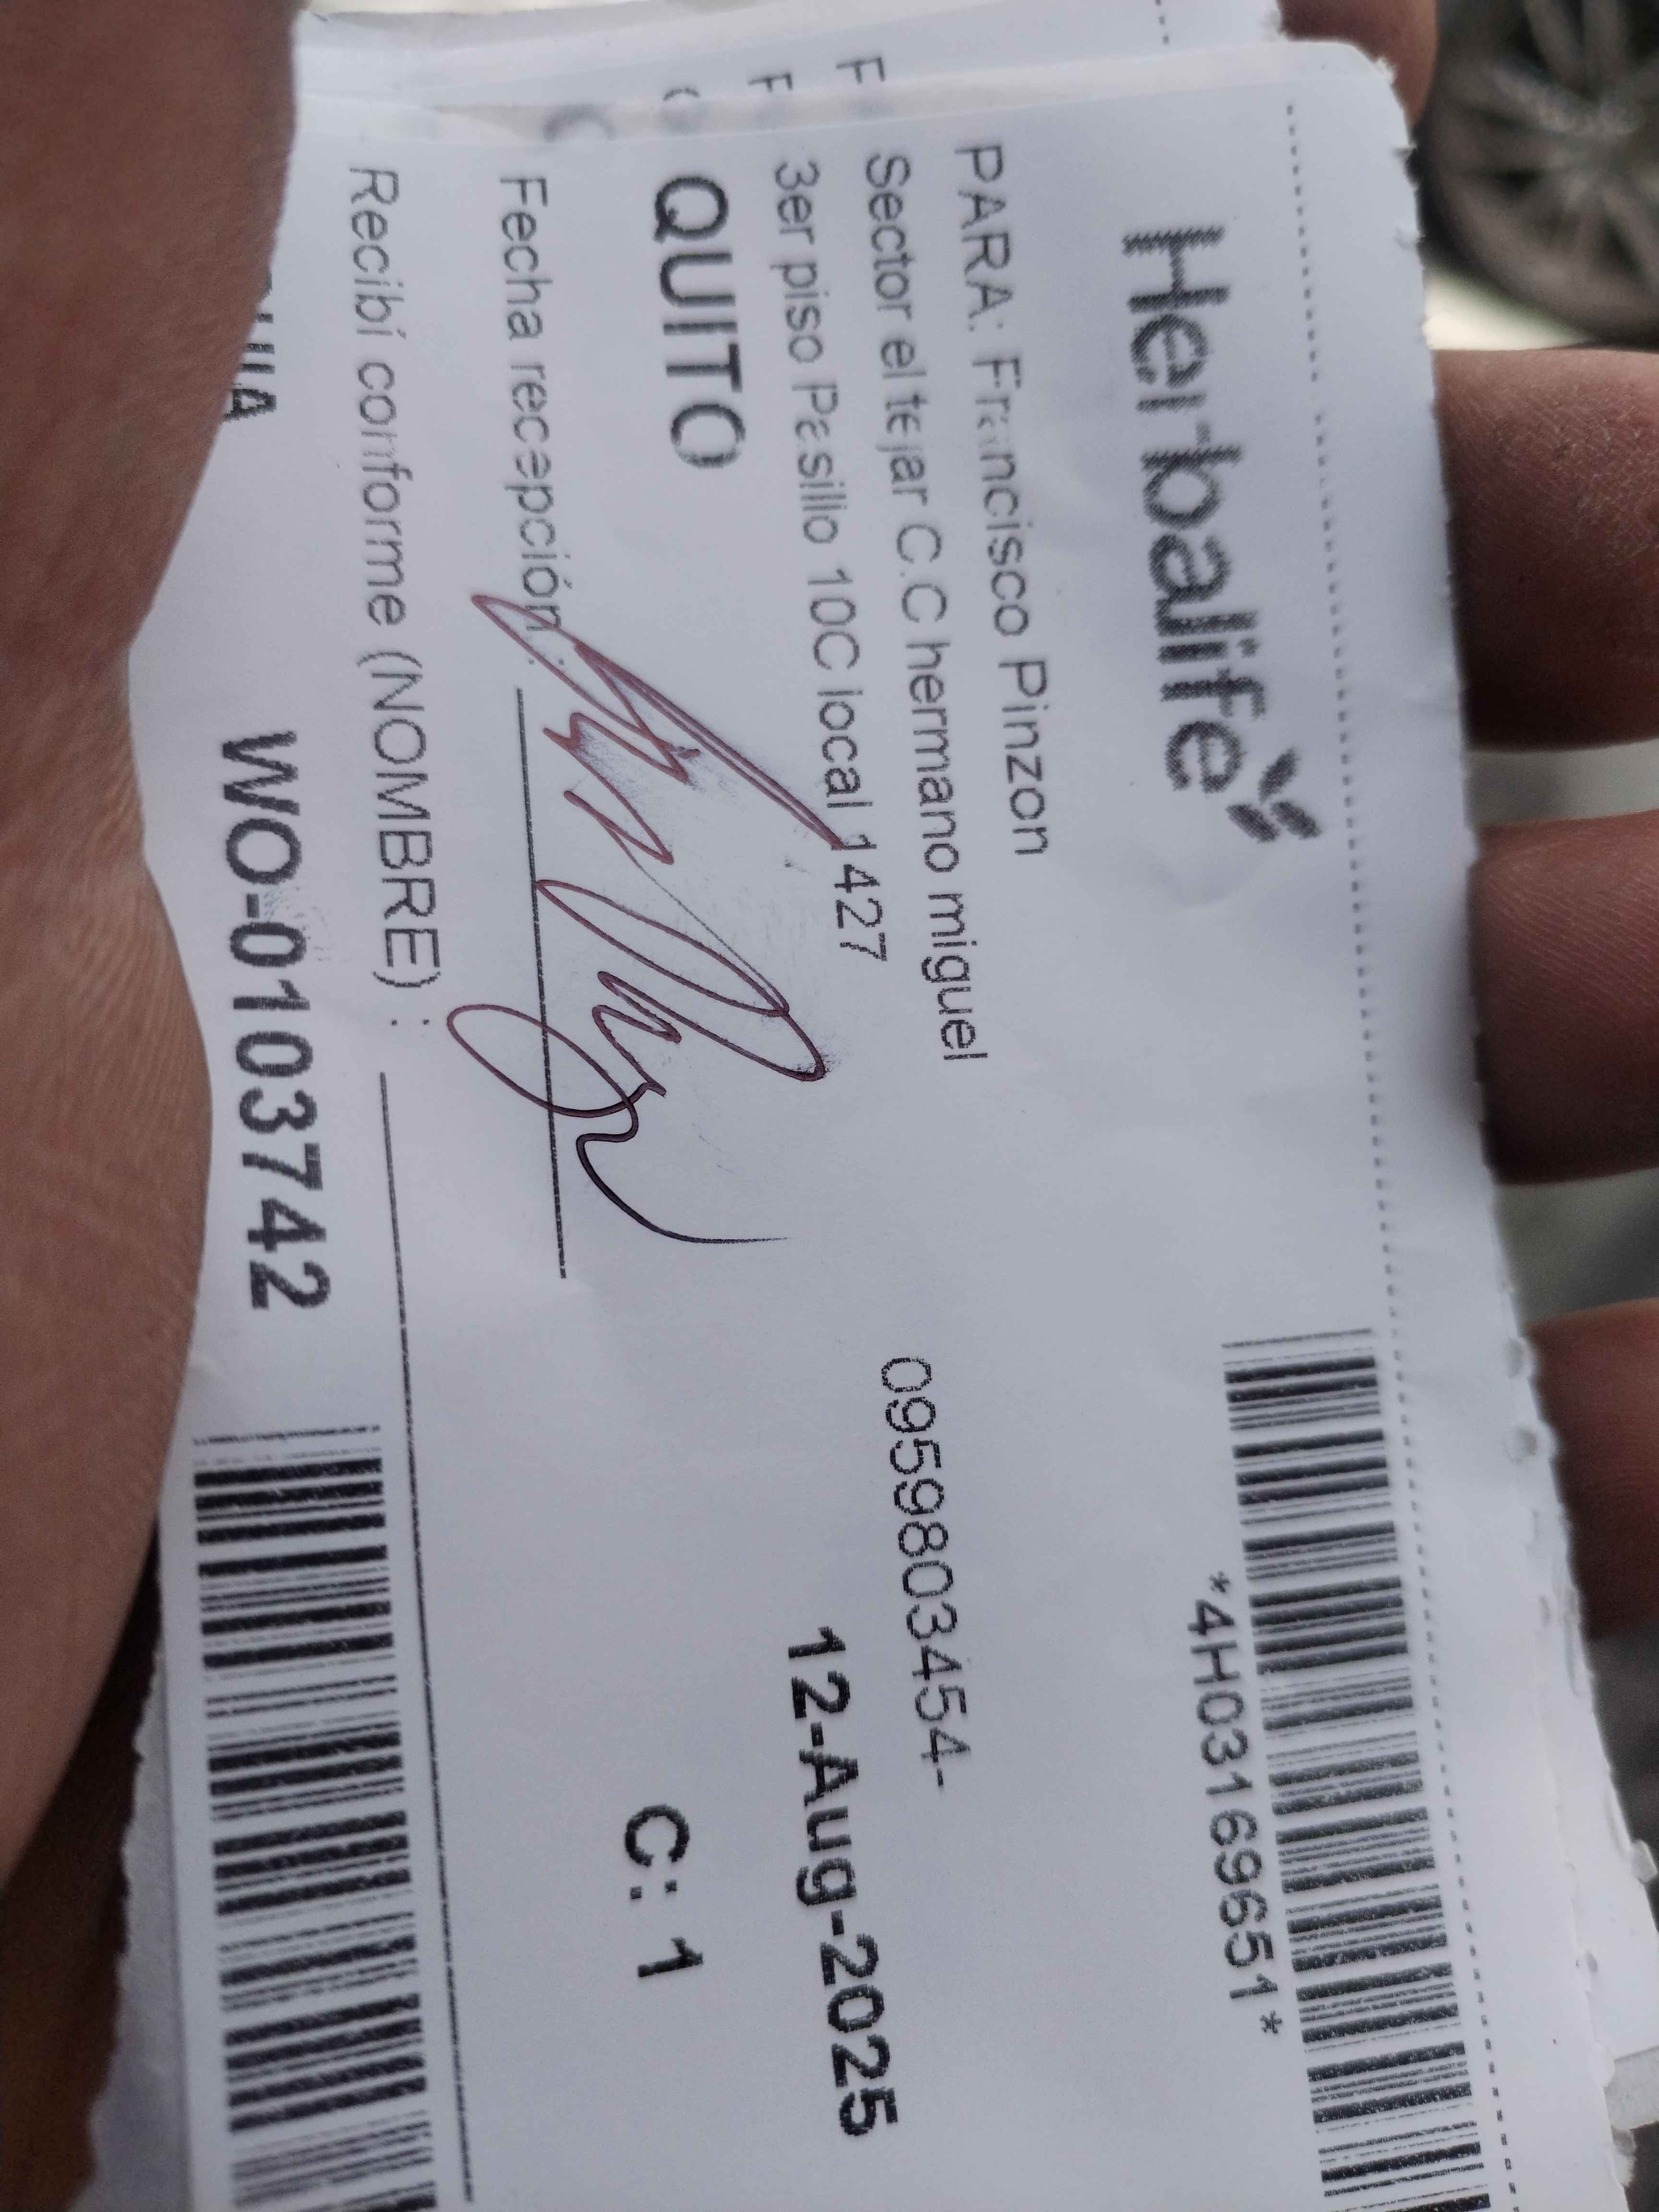 Herbalife
*4H03169651*
PARA: Francisco Pinzon
Sector el tejar C.C hermano miguel
0959803454-
3er piso Pasillo 10C local 1427
12-Aug-2025
QUITO
C: 1
Fecha recepción :
Recibí conforme (NOMBRE) :
WO-0103742